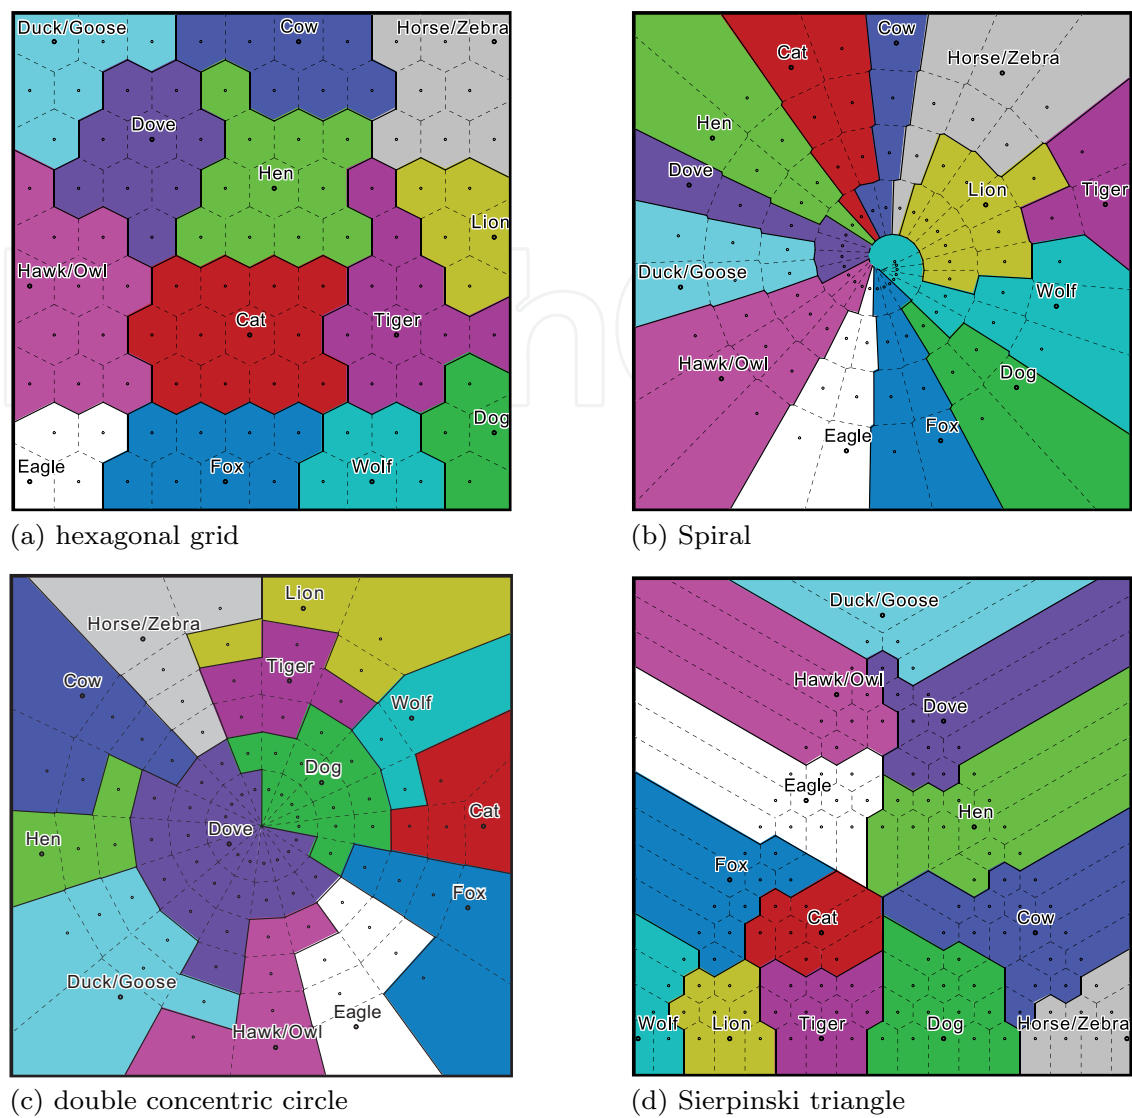 Duck/Goose
Cow
Horse/Zebra
Dove
Hen
Lion
Hawk/Owl
Cat
Tiger
Dog
Eagle
Fox
Wolf
(a) hexagonal grid
Cow
Cat
Horse/Zebra
Hen
Dove
Lion
Tiger
Duck/Goose
Wolf
Hawk/Owl
Dog
Eagle
Fox
(b) Spiral
Lion
Horse/Zebra
Tiger
Cow
Wolf
Dog
Cat
Dove
Hen
Fox
Duck/Goose
Eagle
Hawk/Owl
(c) double concentric circle
Duck/Goose
Hawk/Owl
Dove
Eagle
Hen
Fox
Cat
Cow
Wolf
Lion
Tiger
Dog
Horse/Zebra
(d) Sierpinski triangle